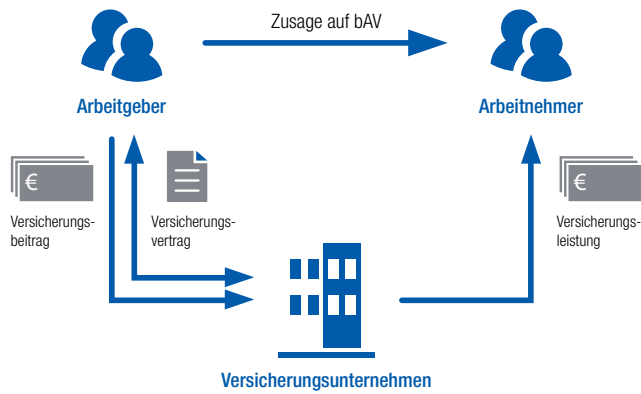 Zusage auf bAV
Arbeitgeber
Arbeitnehmer
€
Versicherungs-
beitrag
Versicherungs-
vertrag
€
Versicherungs-
leistung
Versicherungsunternehmen